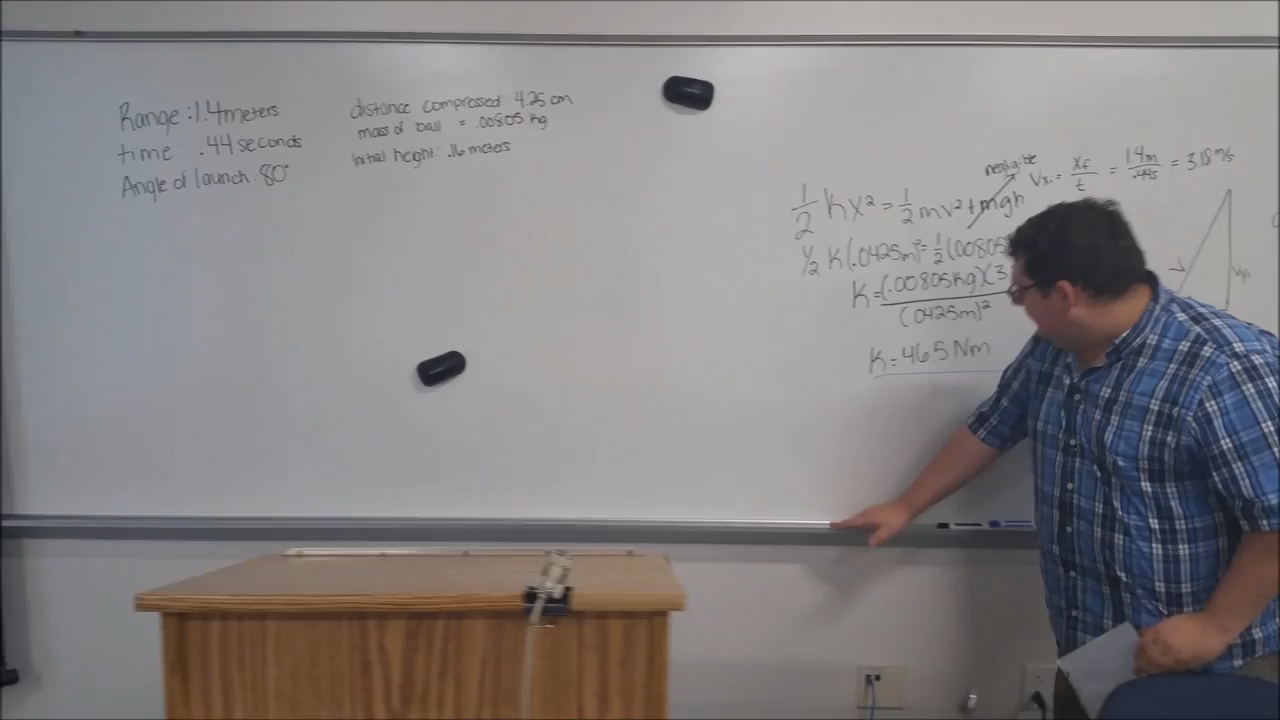 Range: 1.4 meters
time: .44 seconds
Angle of launch: 80°
distance compressed: 4.25 cm
mass of ball = .00805 kg
initial height: .16 meters
negligible
Vxi = xf/t = 1.4m/.44s = 3.18 m/s
1/2 Kx² = 1/2 mv² + mgh
1/2 K(.0425m)² = 1/2(.00805
K = (.00805kg)(3
(.0425m)²
K = 46.5 Nm